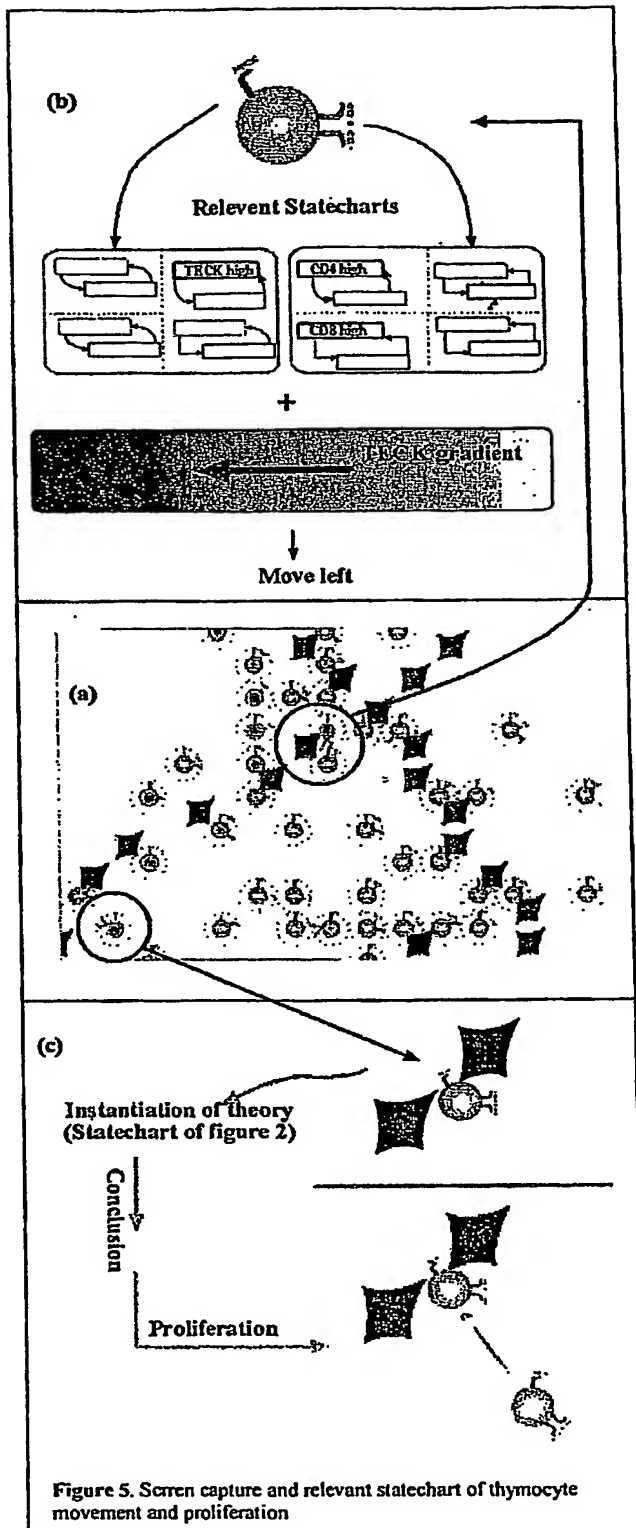 (b)
Relevent Statecharts
TECK high
CD4 high
CD8 high
+
TECK gradient
Move left
(a)
(c)
Instantiation of theory
(Statechart of figure 2)
Conclusion
Proliferation
Figure 5. Screen capture and relevant statechart of thymocyte
movement and proliferation